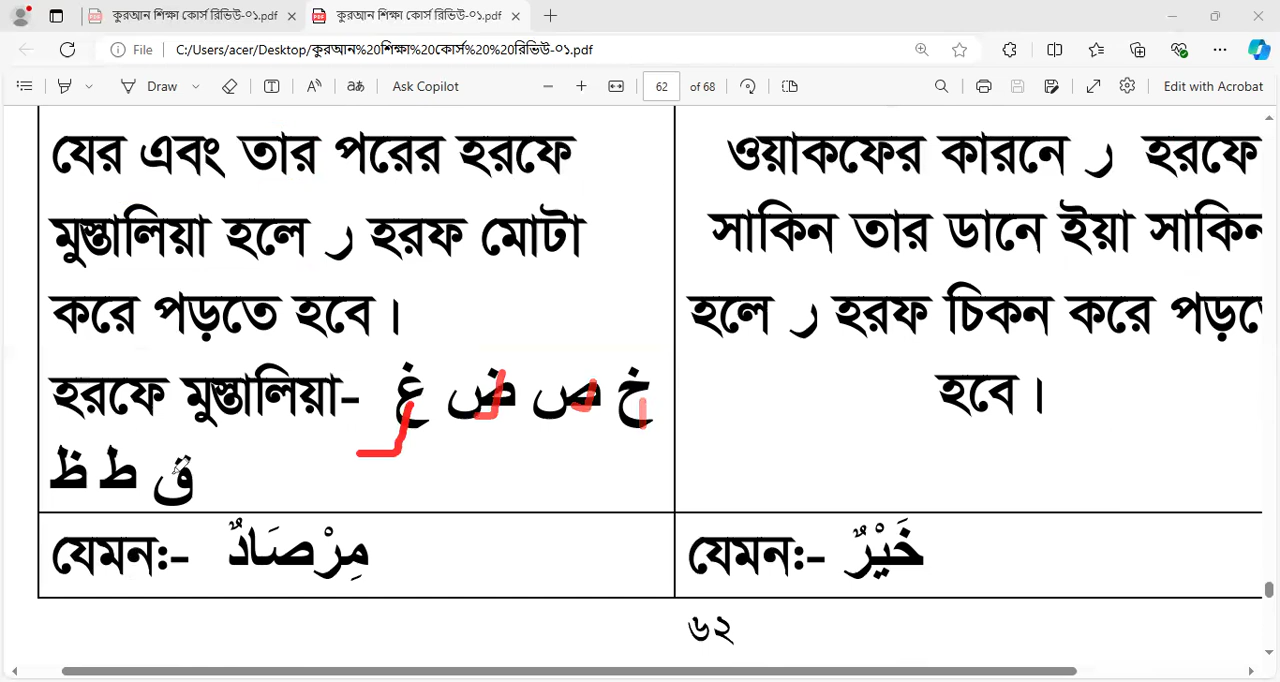 কুরআন শিক্ষা কোর্স রিভিউ-০১.pdf
কুরআন শিক্ষা কোর্স রিভিউ-০১.pdf
File
C:/Users/acer/Desktop/কুরআন%20শিক্ষা%20কোর্স%20%20রিভিউ-০১.pdf
Draw
Ask Copilot
62 of 68
Edit with Acrobat
যের এবং তার পরের হরফে
মুস্তালিয়া হলে ر হরফ মোটা
করে পড়তে হবে।
হরফে মুস্তালিয়া- خ ص ض غ
ق ط ظ
যেমনঃ- مِرْصَادٌ
ওয়াকফের কারনে ر হরফে
সাকিন তার ডানে ইয়া সাকিন
হলে ر হরফ চিকন করে পড়তে
হবে।
যেমনঃ- خَيْرٌ
৬২